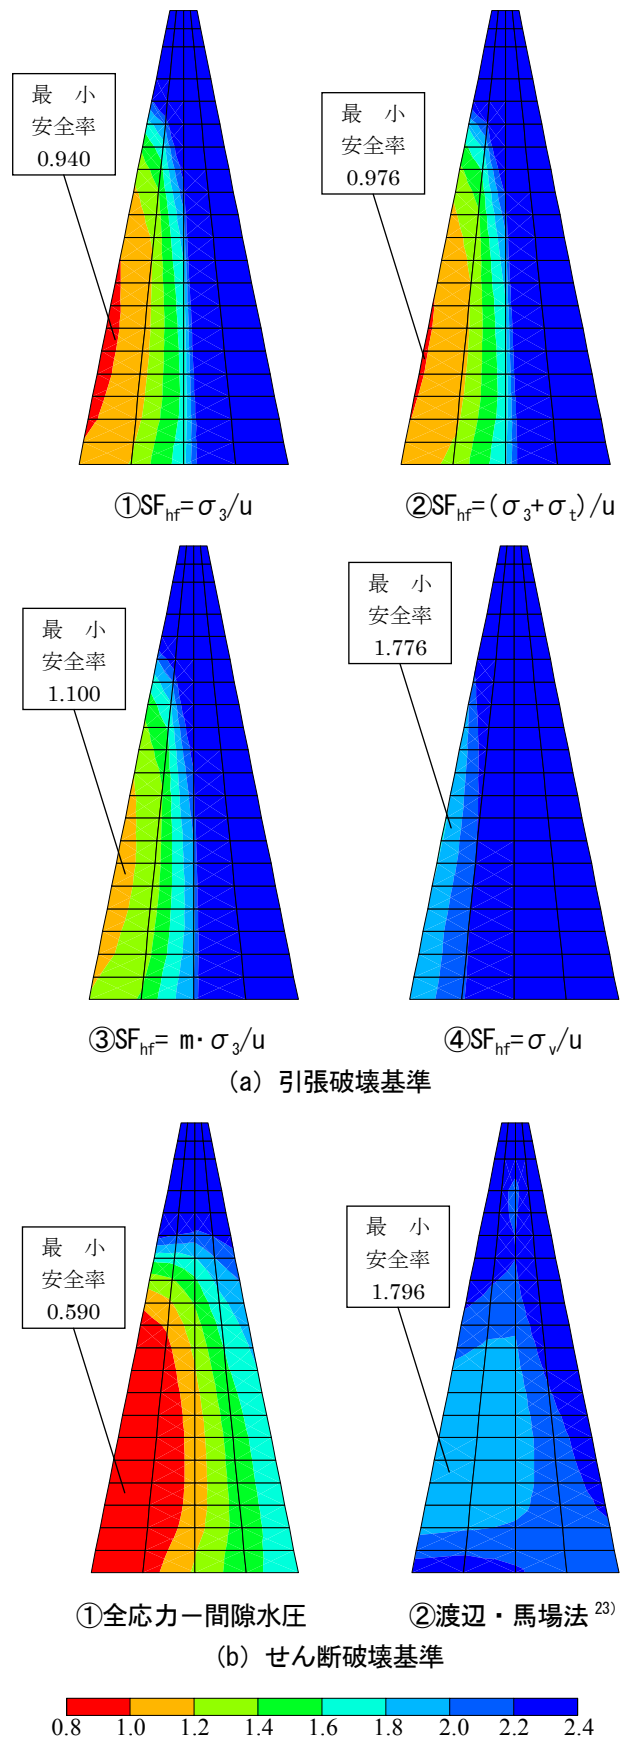 最 小
安全率
0.940
最 小
安全率
0.976
①SFhf=σ3/u
②SFhf=(σ3+σt)/u
最 小
安全率
1.100
最 小
安全率
1.776
③SFhf= m・σ3/u
④SFhf=σv/u
(a) 引張破壊基準
最 小
安全率
0.590
最 小
安全率
1.796
①全応力－間隙水圧
②渡辺・馬場法 23)
(b) せん断破壊基準
0.8 1.0 1.2 1.4 1.6 1.8 2.0 2.2 2.4